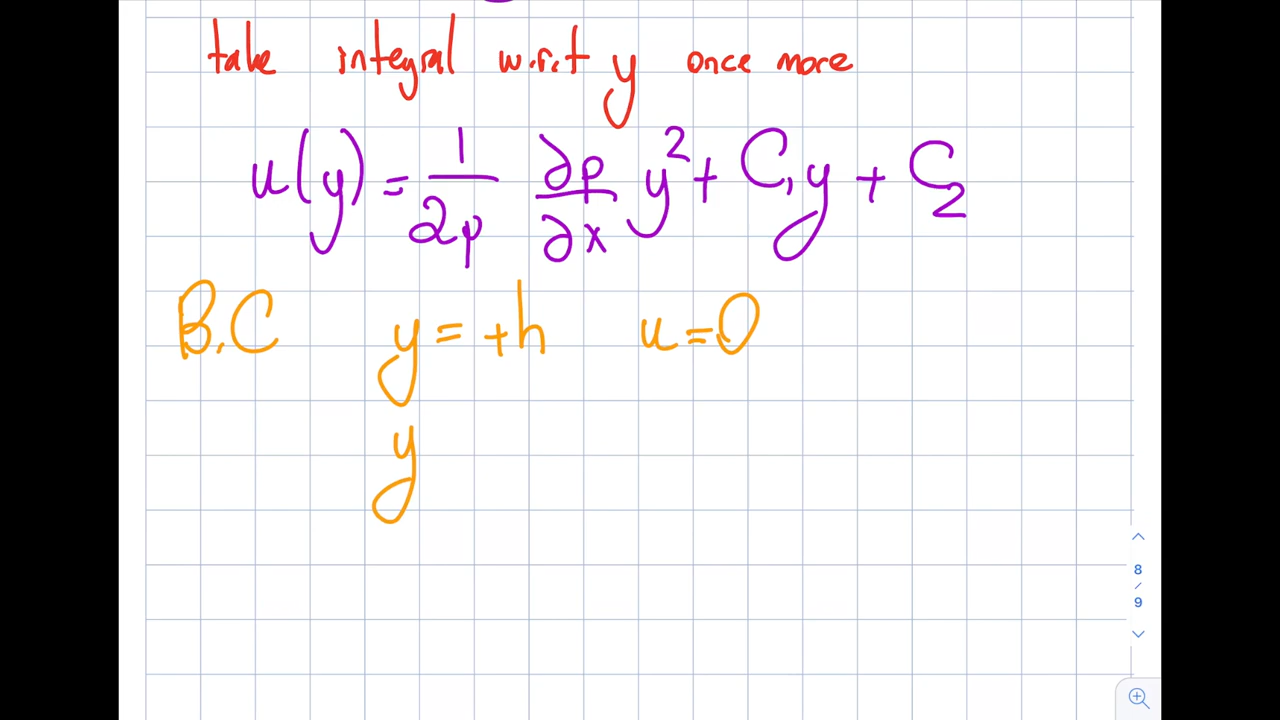 take integral w.r.t y once more
u(y) = 1/2μ ∂p/∂x y² + C₁y + C₂
B.C y = +h u = 0
y
8
/
9